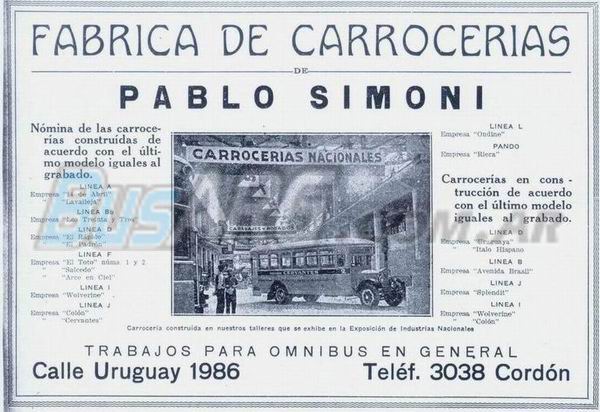 FABRICA DE CARROCERIAS
DE
PABLO SIMONI
Nómina de las carroce-
rías construídas de
acuerdo con el últi-
mo modelo iguales al
grabado.
LINEA A
Empresa "14 de Abril"
" "Lavalleja"
LINEA Bb
Empresa "Los Treinta y Tres"
LINEA D
Empresa "El Rápido"
" "El Padrón"
LINEA F
Empresa "El Toto" núms. 1 y 2
" "Salcedo"
" "Arco en Ciel"
LINEA I
Empresa "Wolverine"
LINEA J
Empresa "Colón"
" "Cervantes"
CARROCERIAS NACIONALES
CERVANTES
Carrocería construída en nuestros talleres que se exhibe en la Exposición de Industrias Nacionales
LINEA L
Empresa "Ondine"
PANDO
Empresa "Riera"
Carrocerías en cons-
trucción de acuerdo
con el último modelo
iguales al grabado.
LINEA D
Empresa "Uruguaya"
" "Italo Hispano
LINEA B
Empresa "Avenida Brasil"
LINEA J
Empresa "Splendit"
LINEA I
Empresa "Wolverine"
" "Colón"
TRABAJOS PARA OMNIBUS EN GENERAL
Calle Uruguay 1986
Teléf. 3038 Cordón